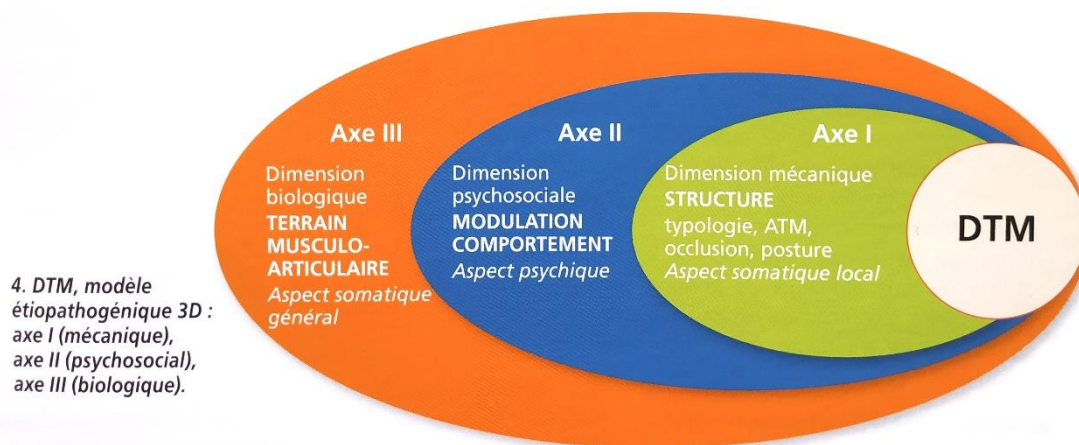 Axe III
Dimension
biologique
TERRAIN
MUSCULO-
ARTICULAIRE
Aspect somatique
général
Axe II
Dimension
psychosociale
MODULATION
COMPORTEMENT
Aspect psychique
Axe I
Dimension mécanique
STRUCTURE
typologie, ATM,
occlusion, posture
Aspect somatique local
DTM
4. DTM, modèle
étiopathogénique 3D :
axe I (mécanique),
axe II (psychosocial),
axe III (biologique).